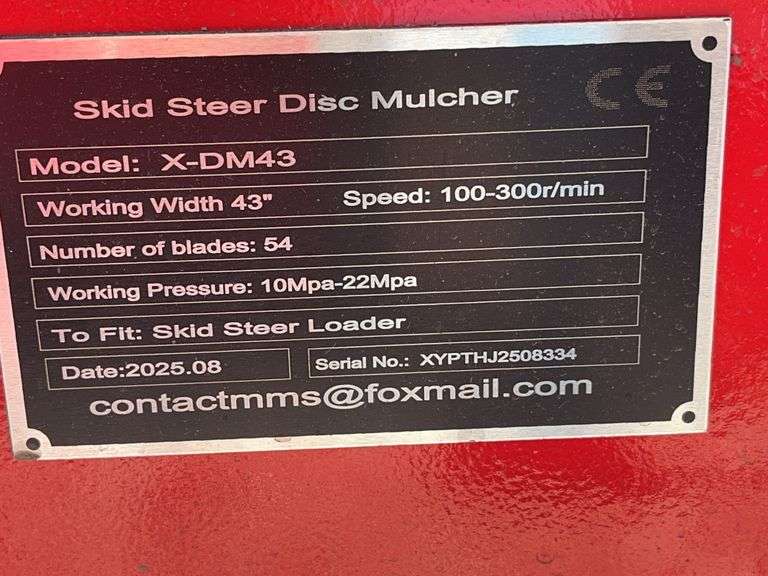 Skid Steer Disc Mulcher CE
Model: X-DM43
Working Width 43" Speed: 100-300r/min
Number of blades: 54
Working Pressure: 10Mpa-22Mpa
To Fit: Skid Steer Loader
Date:2025.08 Serial No.: XYPTHJ2508334
contactmms@foxmail.com